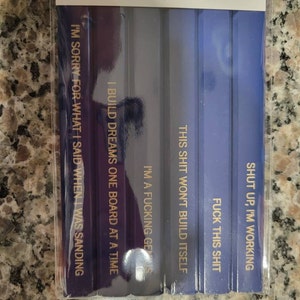 I'M SORRY FOR WHAT I SAID WHEN I WAS SANDING
I BUILD DREAMS ONE BOARD AT A TIME
I'M A FUCKING
THIS SHIT WON'T BUILD ITSELF
FUCK THIS SHIT
SHUT UP, I'M WORKING